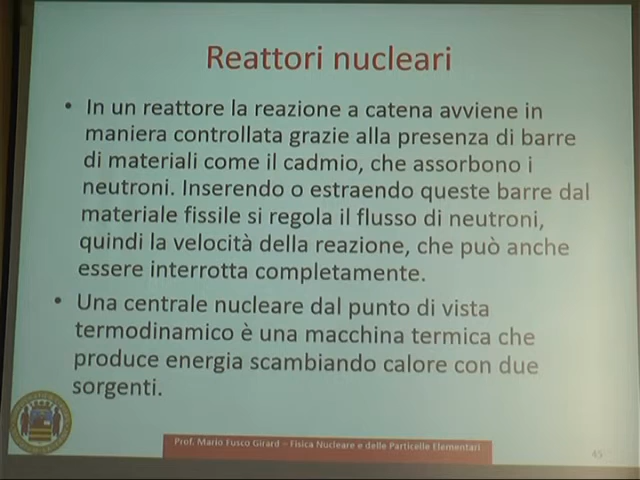 Reattori nucleari
• In un reattore la reazione a catena avviene in
maniera controllata grazie alla presenza di barre
di materiali come il cadmio, che assorbono i
neutroni. Inserendo o estraendo queste barre dal
materiale fissile si regola il flusso di neutroni,
quindi la velocità della reazione, che può anche
essere interrotta completamente.
• Una centrale nucleare dal punto di vista
termodinamico è una macchina termica che
produce energia scambiando calore con due
sorgenti.
Prof. Mario Fusco Girard – Fisica Nucleare e delle Particelle Elementari
45